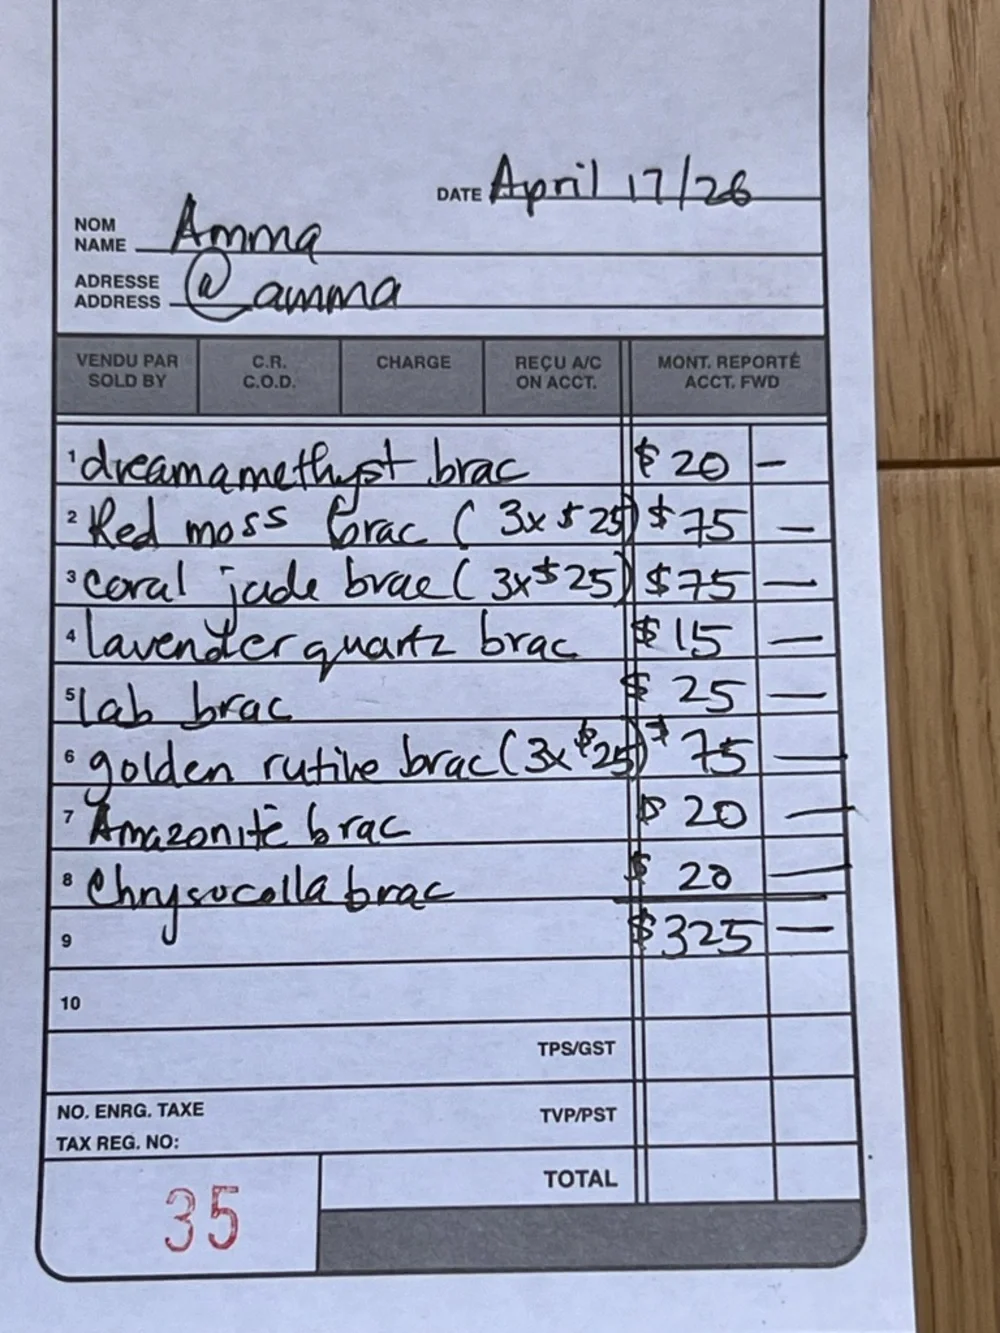 DATE April 17/26
NOM
NAME Amma
ADRESSE
ADDRESS @amma
VENDU PAR
SOLD BY
C.R.
C.O.D.
CHARGE
REÇU A/C
ON ACCT.
MONT. REPORTÉ
ACCT. FWD
1 dreamamethyst brac $20 —
2 Red moss brac (3x $25) $75 —
3 coral jade brac (3x$25) $75 —
4 lavender quartz brac $15 —
5 lab brac $25 —
6 golden rutile brac (3x $25) $75 —
7 Amazonite brac $20 —
8 Chrysocolla brac $20 —
9 $325 —
10
TPS/GST
NO. ENRG. TAXE
TAX REG. NO:
TVP/PST
TOTAL
35